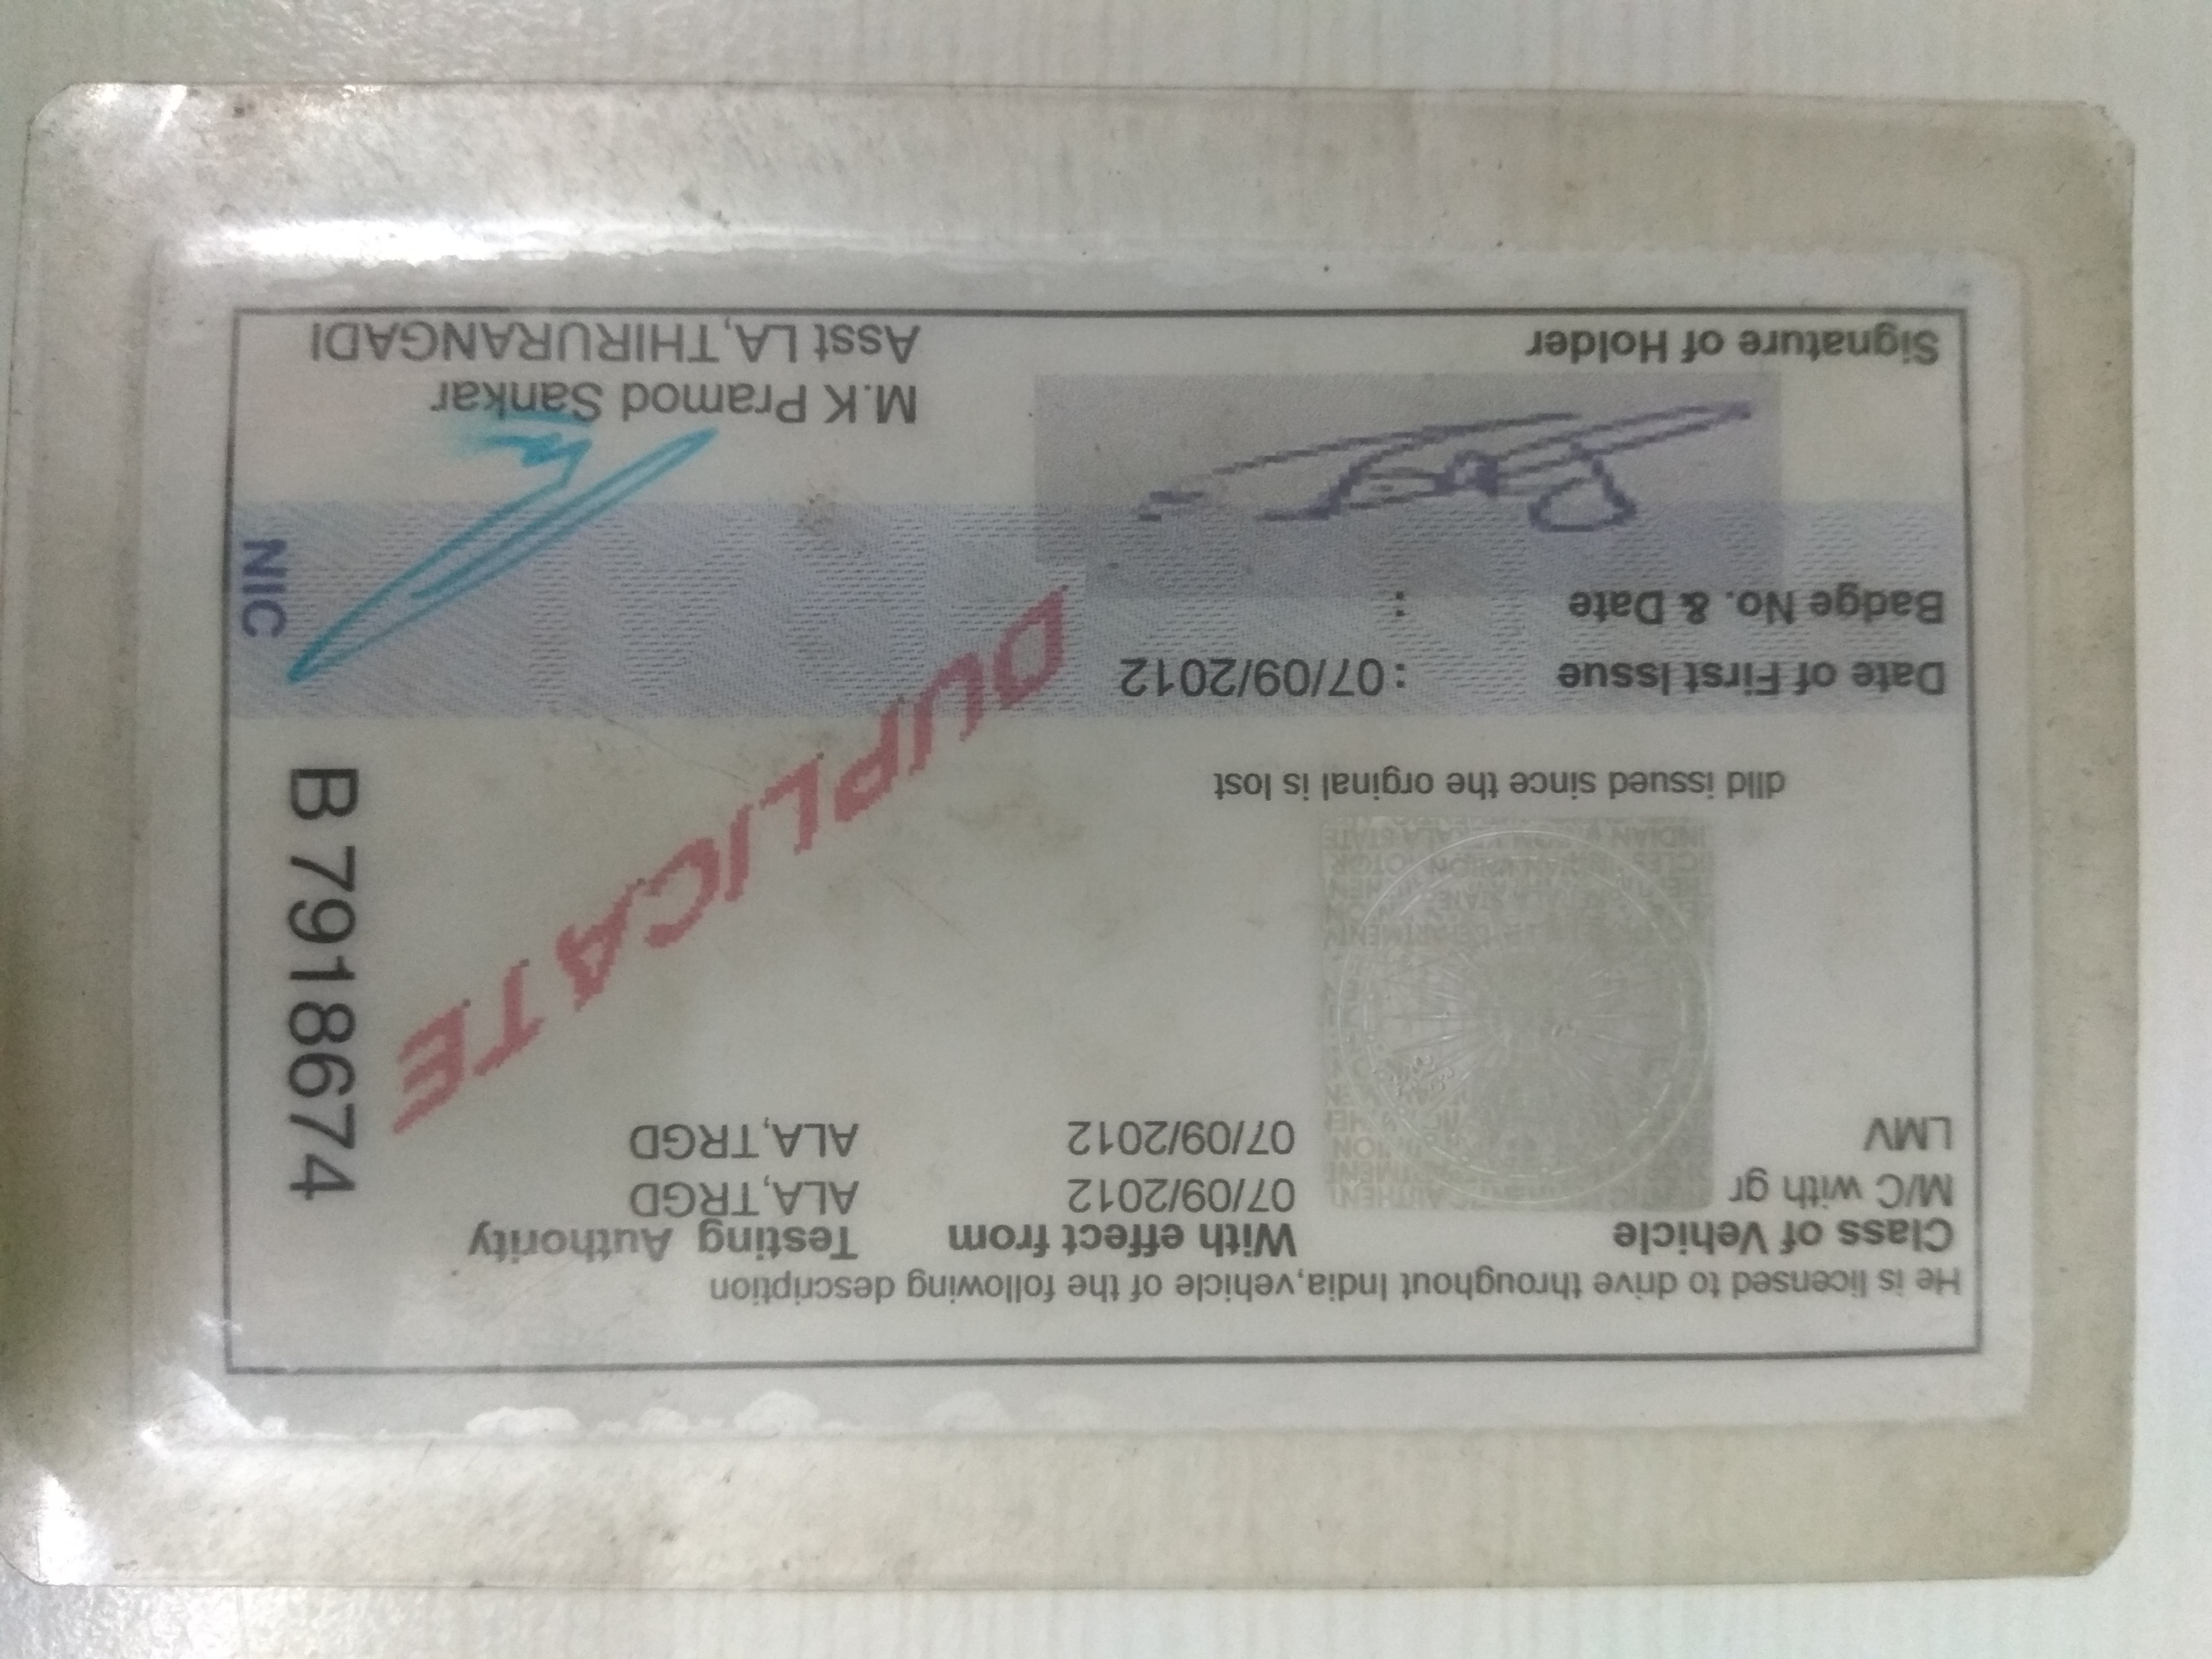 He is licensed to drive throughout India,vehicle of the following description
Class of Vehicle With effect from Testing Authority
M/C with gr 07/09/2012 ALA,TRGD
LMV 07/09/2012 ALA,TRGD
dlld issued since the orginal is lost
DUPLICATE
Date of First Issue : 07/09/2012
Badge No. & Date :
Signature of Holder
M.K Pramod Sankar
Asst LA,THIRURANGADI
B 7918674
NIC